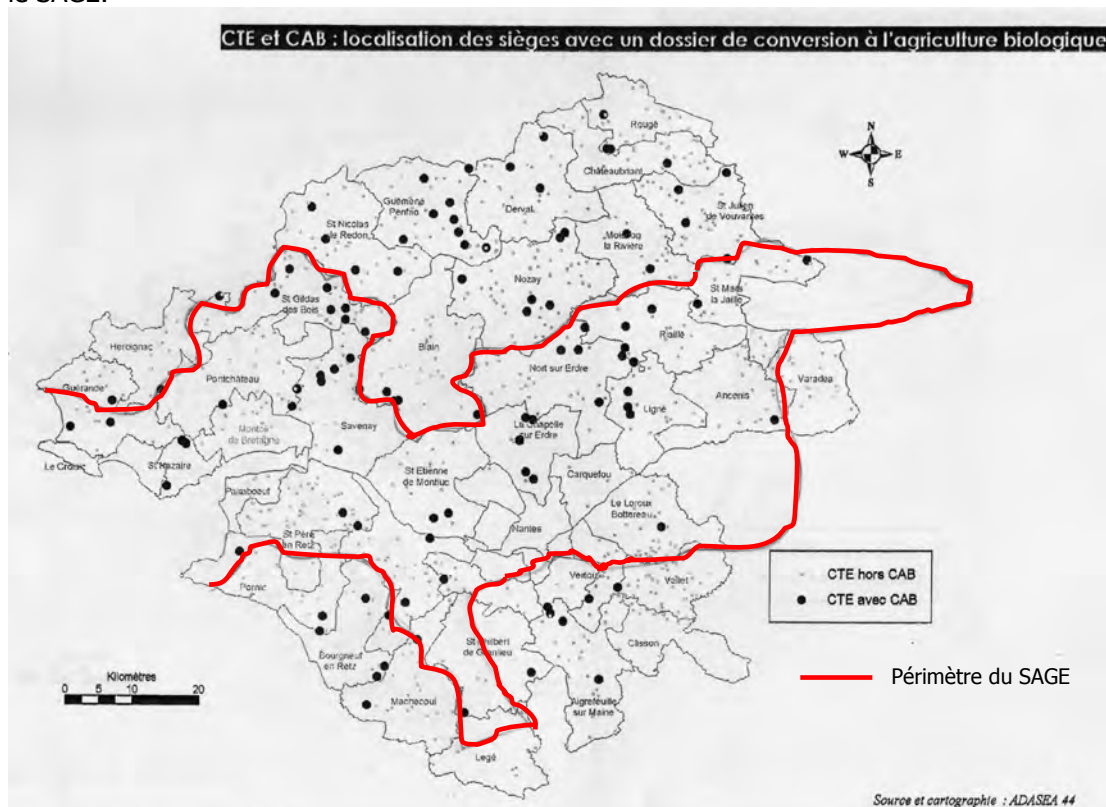 le SAGE.
CTE et CAB : localisation des sièges avec un dossier de conversion à l'agriculture biologique
Rougé
N
W E
S
Châteaubriant
Guémené
Penfao
Derval
St Julien
de Vouvantes
St Nicolas
de Redon
Moisdon
la Rivière
Nozay
St Mars
la Jaille
St Gildas
des Bois
Herbignac
Blain
Riaillé
Nort sur Erdre
Guérande
Pontchâteau
Varades
Ancenis
Ligné
Montoir
de Bretagne
Savenay
La Chapelle
sur Erdre
Le Croisic
St Nazaire
St Etienne
de Montluc
Carquefou
Paimboeuf
Le Loroux
Bottereau
Nantes
St Père
en Retz
Vertou
Vallet
Pornic
CTE hors CAB
CTE avec CAB
St Philbert
de Grandlieu
Clisson
Bourgneuf
en Retz
Périmètre du SAGE
Kilomètres
0 5 10 20
Machecoul
Aigrefeuille
sur Maine
Legé
Source et cartographie : ADASEA 44